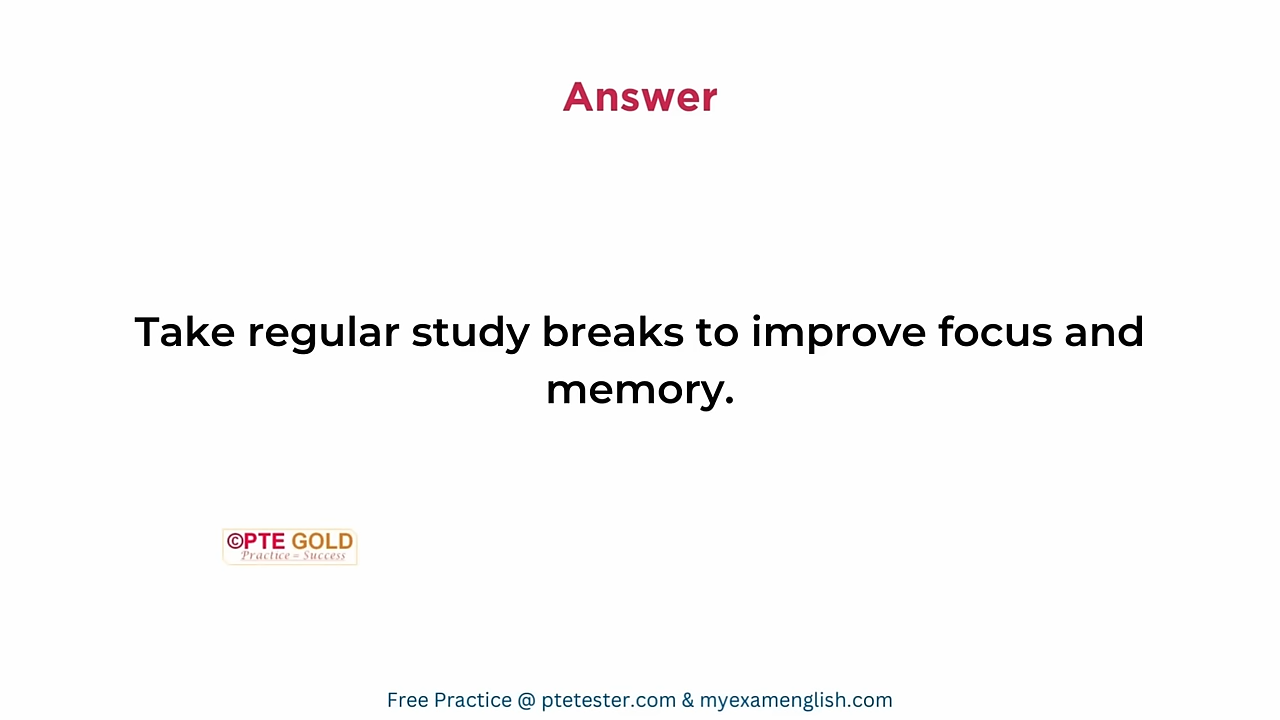 Answer
Take regular study breaks to improve focus and
memory.
©PTE GOLD
Practice = Success
Free Practice @ ptetester.com & myexamenglish.com